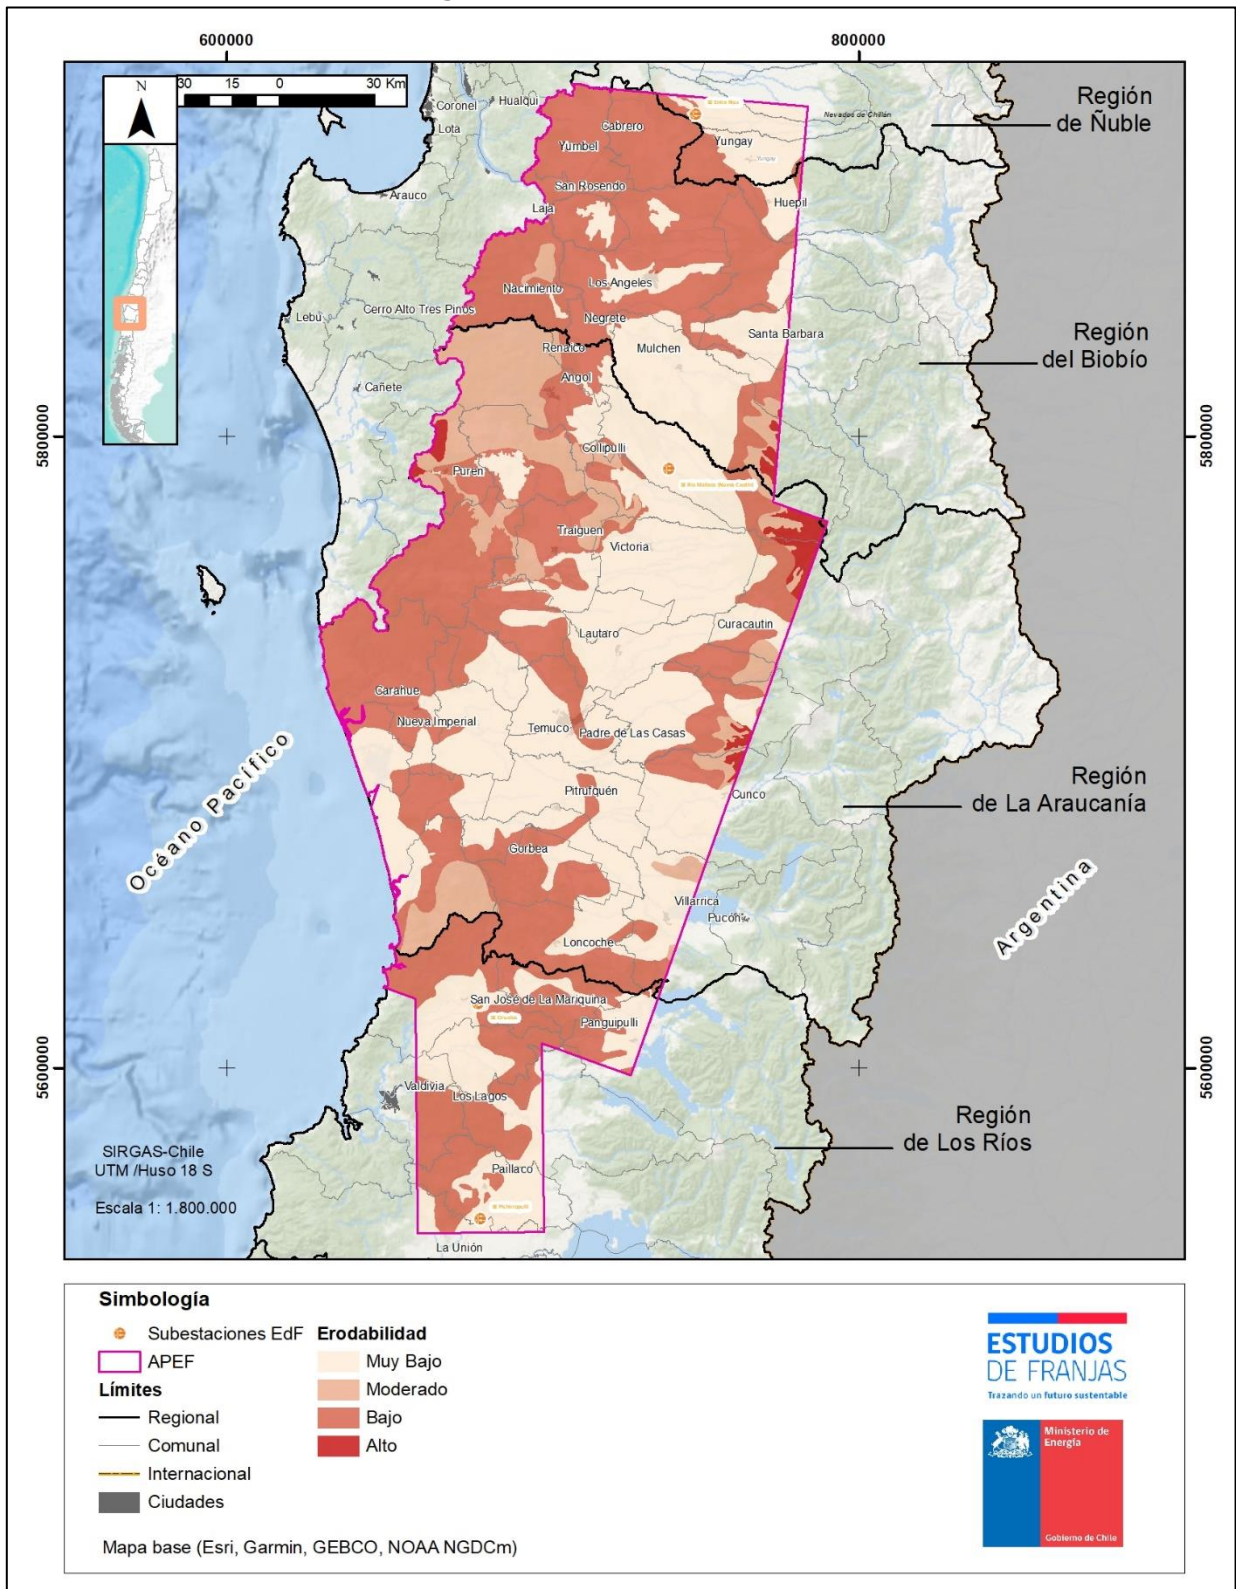 600000
800000
N
30 15 0 30 Km
Coronel
Hualqui
Lota
Cabrero
Yungay
Yungay
Nevados de Chillán
Región
de Ñuble
Yumbel
San Rosendo
Arauco
Laja
Huepil
Nacimiento
Los Angeles
Cerro Alto Tres Pinos
Lebu
Negrete
Santa Barbara
Región
del Biobío
Renaico
Mulchen
Angol
Cañete
5800000
5800000
Collipulli
Puren
Traiguen
Victoria
Lautaro
Curacautin
Carahue
Nueva Imperial
Temuco
Padre de Las Casas
Océano Pacífico
Pitrufquén
Cunco
Región
de La Araucanía
Gorbea
Argentina
Villarrica
Pucón
Loncoche
San José de La Mariquina
Panguipulli
5600000
5600000
Valdivia
Los Lagos
Región
de Los Ríos
SIRGAS-Chile
UTM /Huso 18 S
Paillaco
Escala 1: 1.800.000
La Unión
Simbología
Subestaciones EdF
APEF
Límites
Regional
Comunal
Internacional
Ciudades
Erodabilidad
Muy Bajo
Moderado
Bajo
Alto
Mapa base (Esri, Garmin, GEBCO, NOAA NGDCm)
ESTUDIOS
DE FRANJAS
Trazando un futuro sustentable
Ministerio de
Energía
Gobierno de Chile